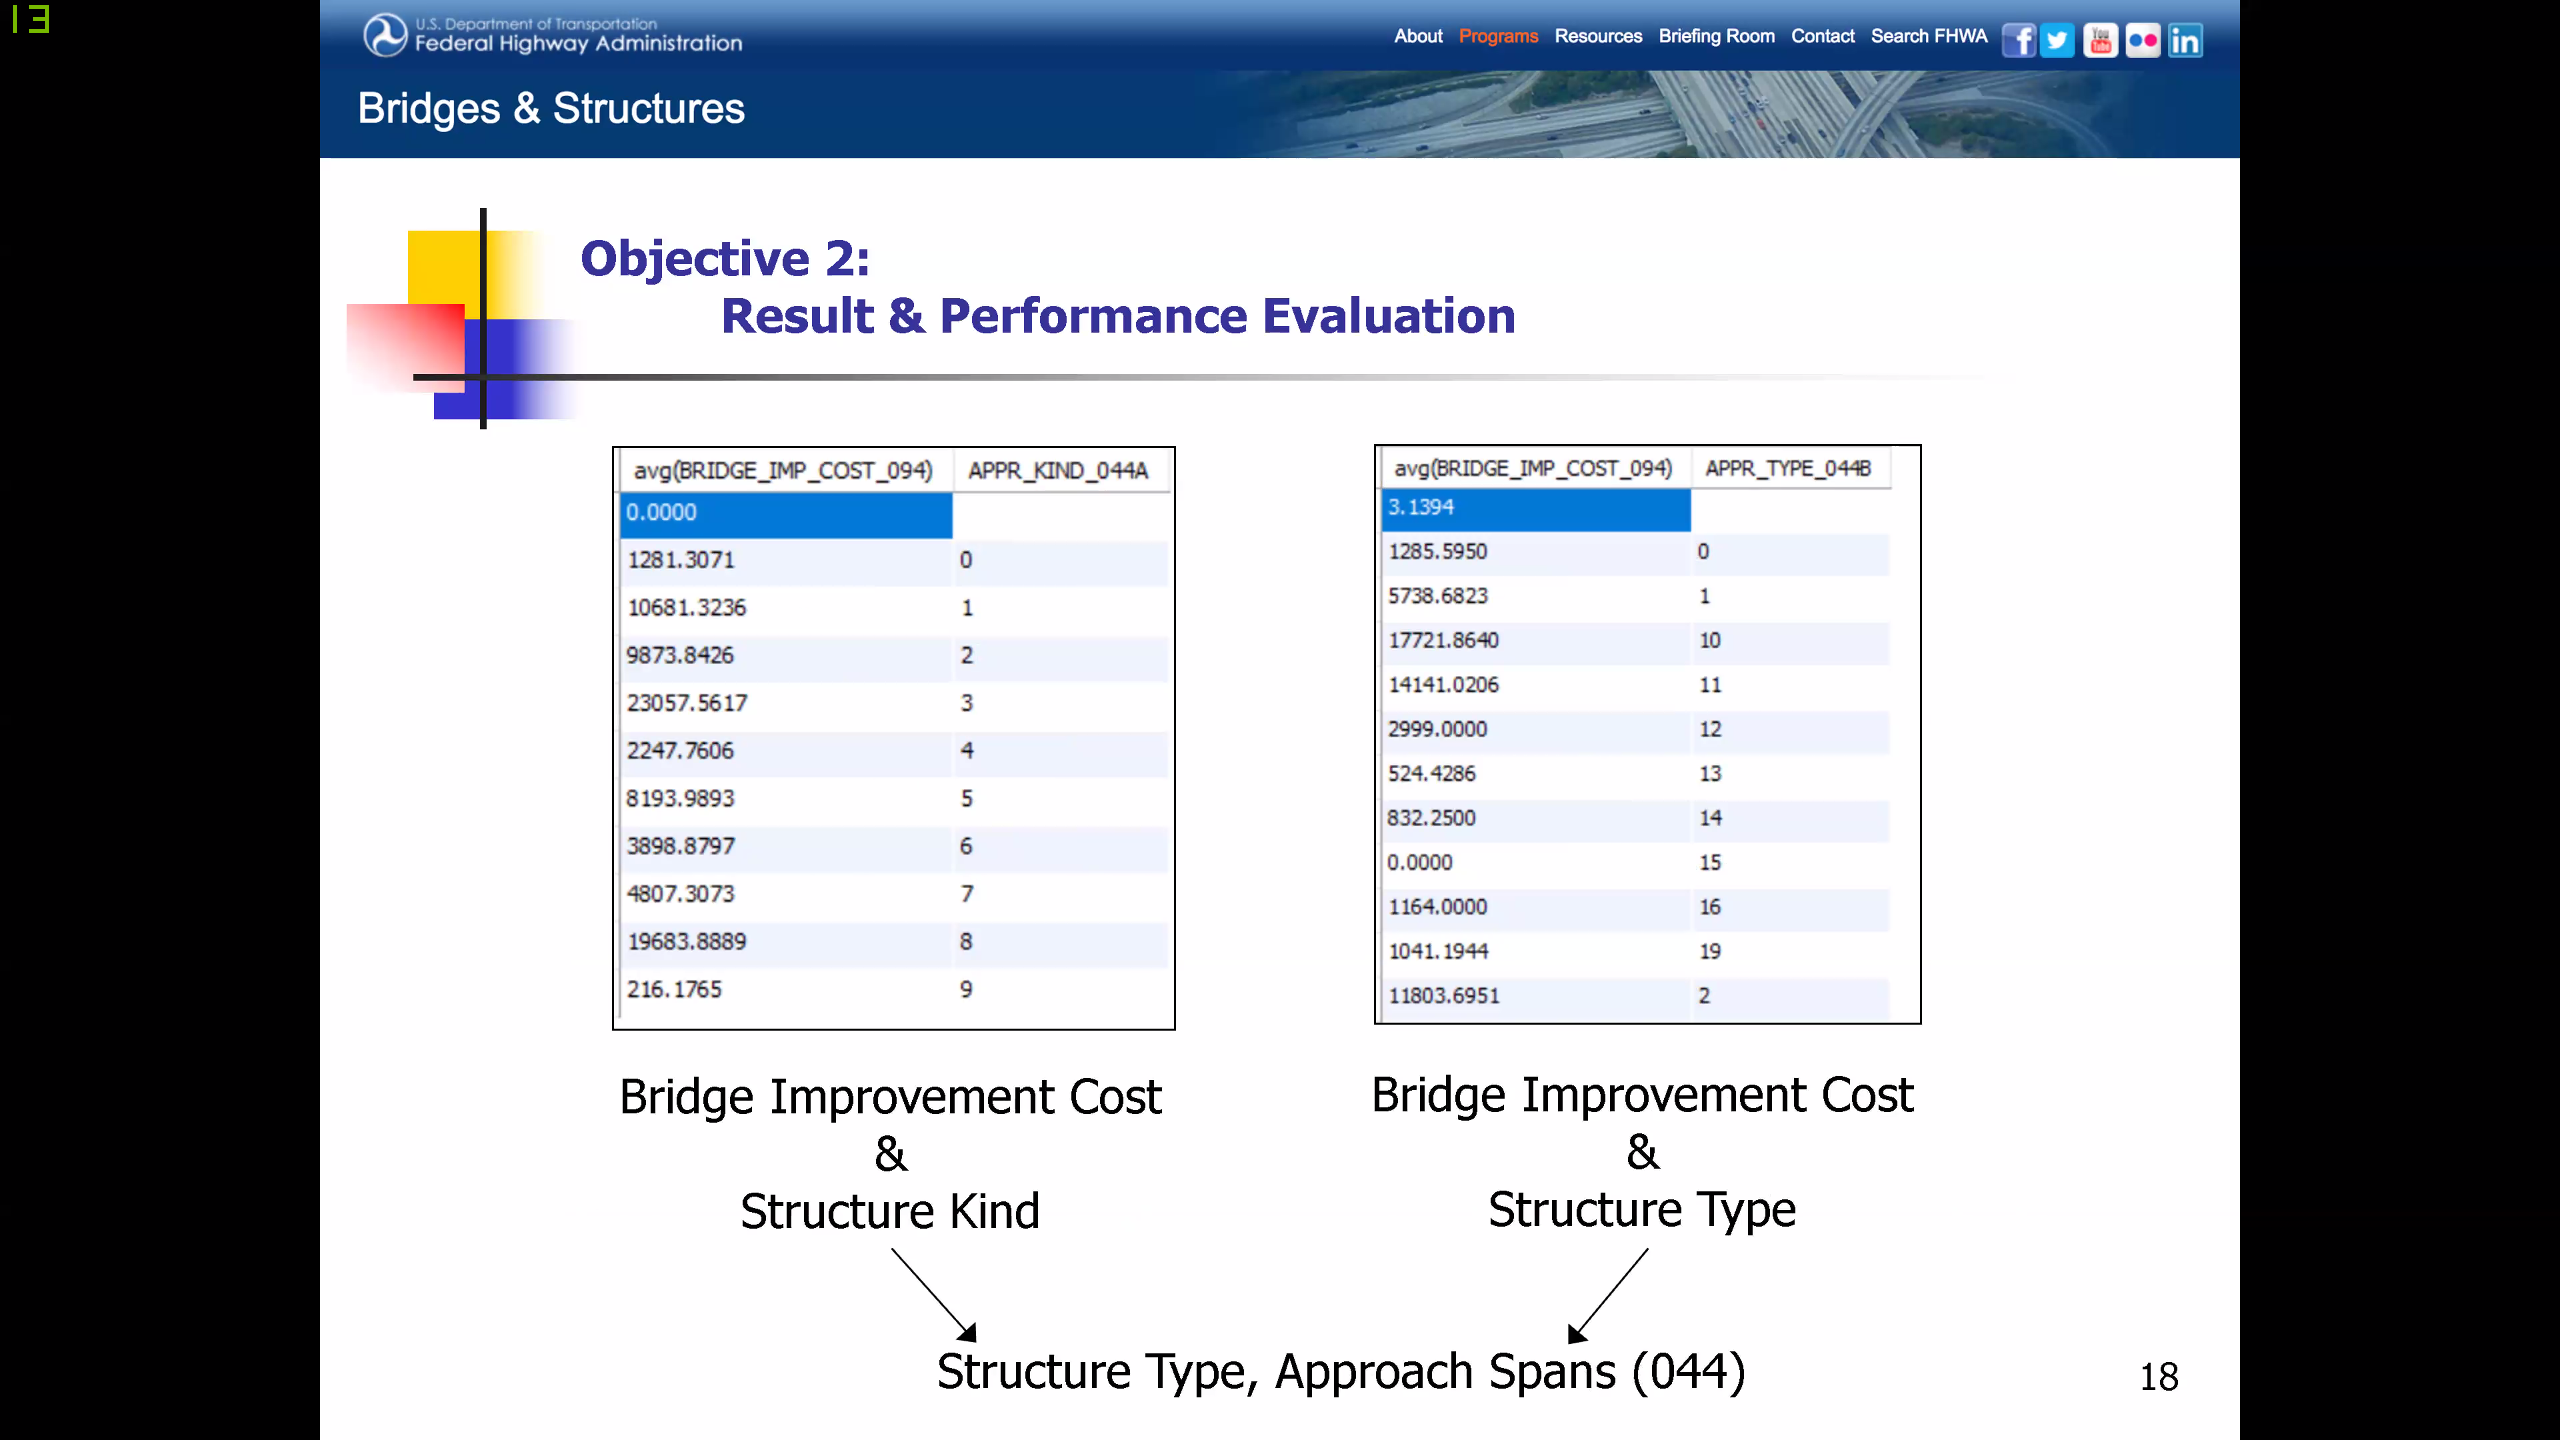 13
U.S. Department of Transportation
Federal Highway Administration
About Programs Resources Briefing Room Contact Search FHWA
f You Tube in
Bridges & Structures
Objective 2:
Result & Performance Evaluation
avg(BRIDGE_IMP_COST_094) APPR_KIND_044A
0.0000
1281.3071 0
10681.3236 1
9873.8426 2
23057.5617 3
2247.7606 4
8193.9893 5
3898.8797 6
4807.3073 7
19683.8889 8
216.1765 9
avg(BRIDGE_IMP_COST_094) APPR_TYPE_044B
3.1394
1285.5950 0
5738.6823 1
17721.8640 10
14141.0206 11
2999.0000 12
524.4286 13
832.2500 14
0.0000 15
1164.0000 16
1041.1944 19
11803.6951 2
Bridge Improvement Cost
&
Structure Kind
Bridge Improvement Cost
&
Structure Type
Structure Type, Approach Spans (044)
18